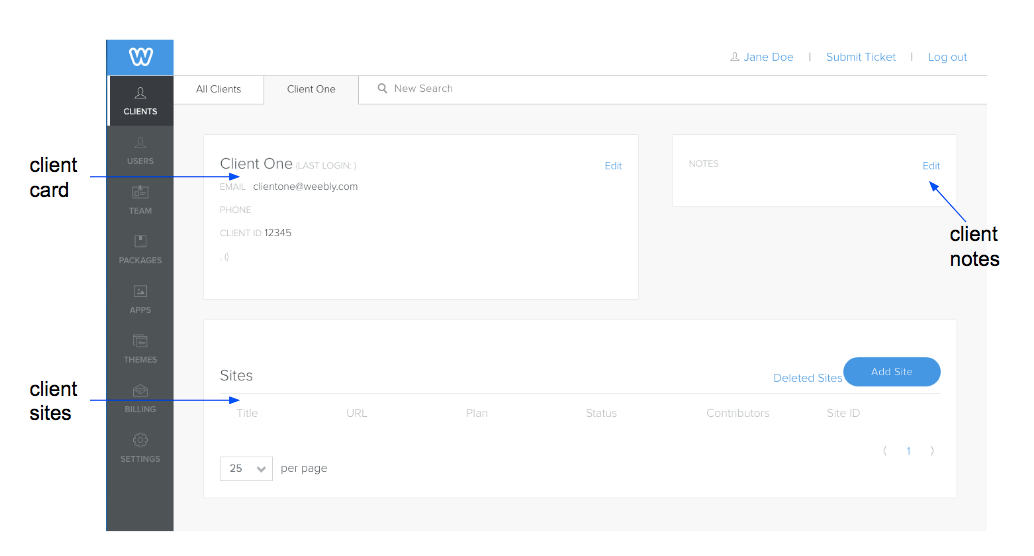 Jane Doe | Submit Ticket | Log out
All Clients Client One New Search
CLIENTS
USERS
TEAM
PACKAGES
APPS
THEMES
BILLING
SETTINGS
client
card
Client One (LAST LOGIN: ) Edit
EMAIL clientone@weebly.com
PHONE
CLIENT ID 12345
. ()
NOTES Edit
client
notes
client
sites
Sites Deleted Sites Add Site
Title URL Plan Status Contributors Site ID
⟨ 1 ⟩
25 per page